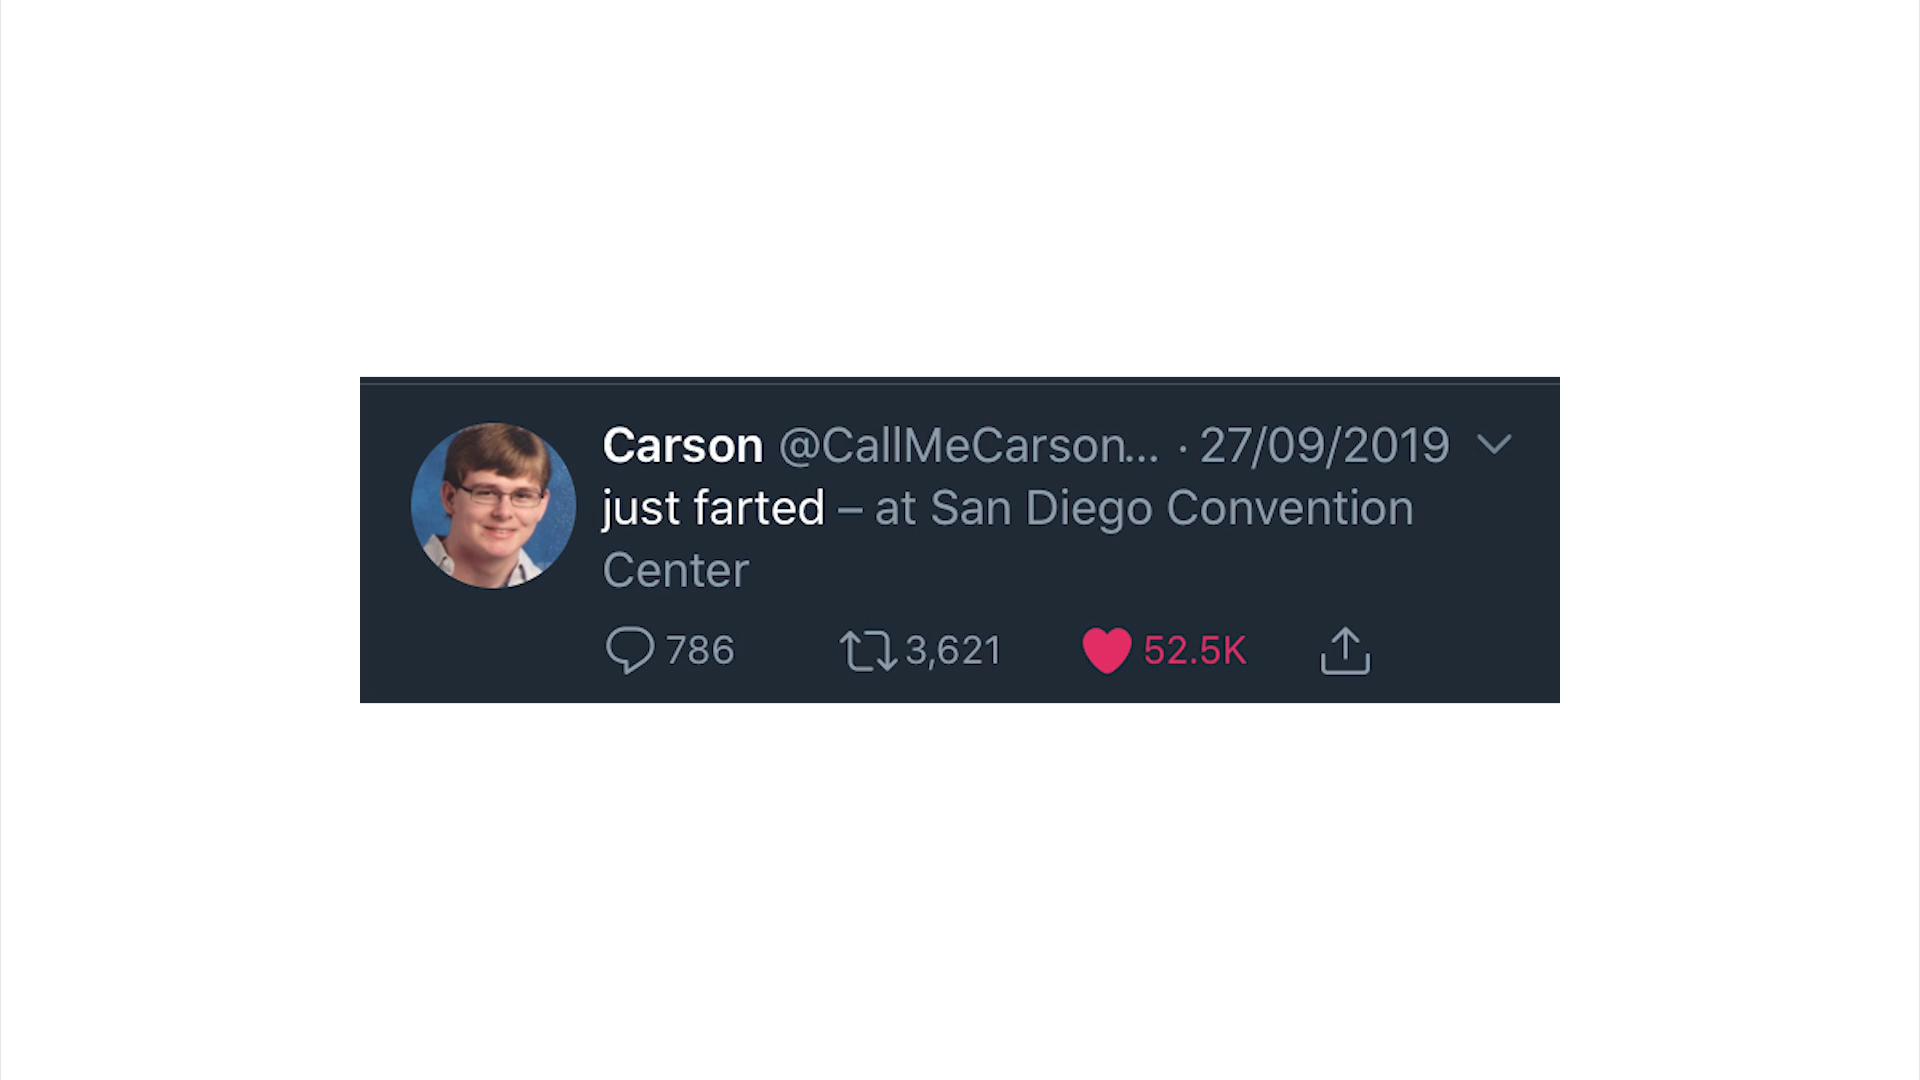 Carson @CallMeCarson... · 27/09/2019
just farted – at San Diego Convention
Center
786 3,621 52.5K